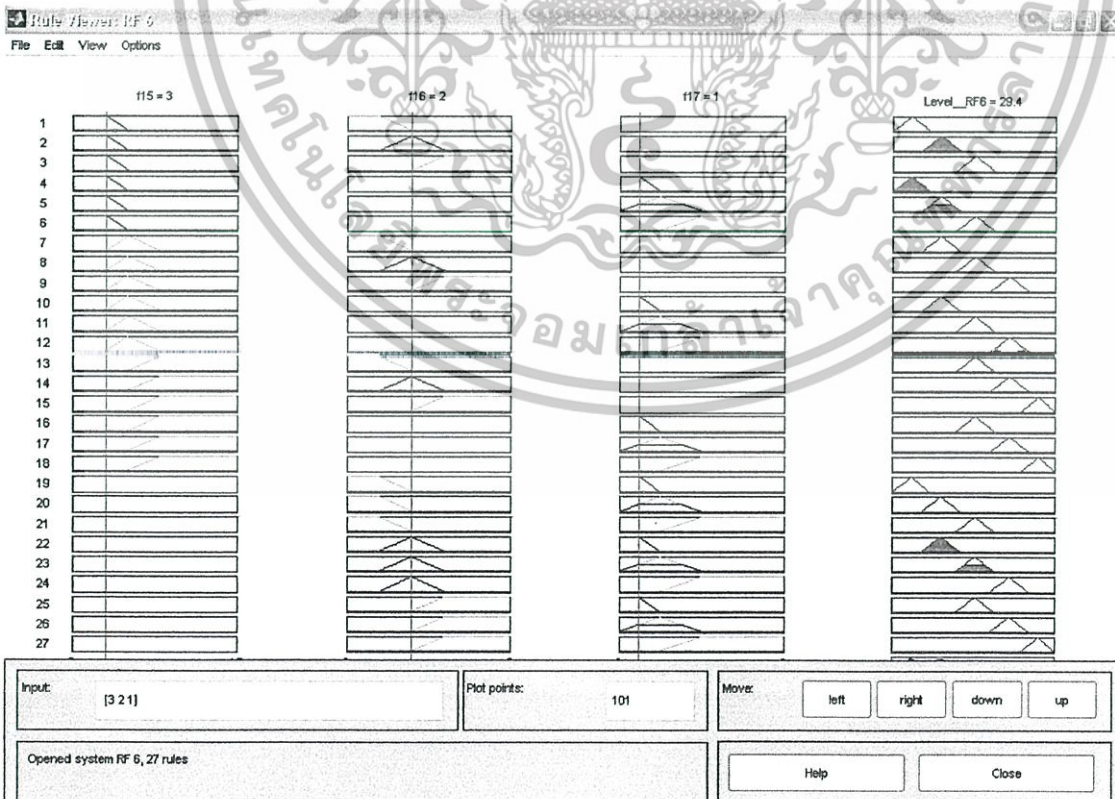 Rule Viewer: RF 6
File Edit View Options
f15 = 3
f16 = 2
f17 = 1
Level__RF6 = 29.4
1
2
3
4
5
6
7
8
9
10
11
12
13
14
15
16
17
18
19
20
21
22
23
24
25
26
27
Input:
[3 2 1]
Plot points:
101
Move:
left
right
down
up
Opened system RF 6, 27 rules
Help
Close